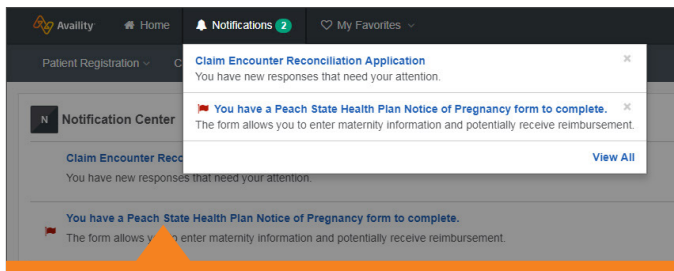 Availity Home Notifications 2 My Favorites
Patient Registration C
Claim Encounter Reconciliation Application
You have new responses that need your attention.
You have a Peach State Health Plan Notice of Pregnancy form to complete.
The form allows you to enter maternity information and potentially receive reimbursement.
View All
N Notification Center
Claim Encounter Reco
You have new responses that need your attention.
You have a Peach State Health Plan Notice of Pregnancy form to complete.
The form allows enter maternity information and potentially receive reimbursement.